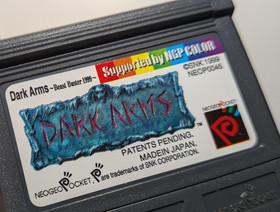 Dark Arms ~Beast Buster 1999~
Supported by NGP COLOR
©SNK 1999
NEOP0045
DARK ARMS
NEOGEO POCKET
PATENTS PENDING.
MADE IN JAPAN.
NEOGEO POCKET, P are trademarks of SNK CORPORATION.